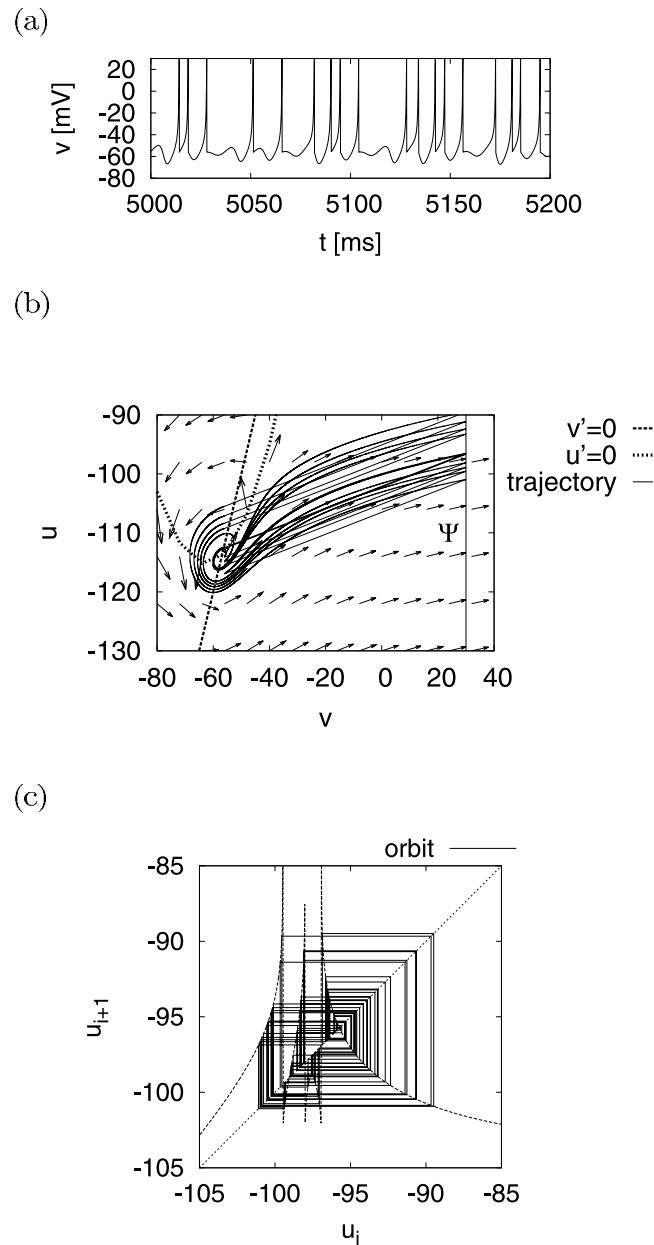 (a)
20
0
-20
-40
-60
-80
v [mV]
5000 5050 5100 5150 5200
t [ms]
(b)
-90
-100
-110
-120
-130
u
Ψ
-80 -60 -40 -20 0 20 40
v
v'=0
u'=0
trajectory
(c)
orbit
-85
-90
-95
-100
-105
u_{i+1}
-105 -100 -95 -90 -85
u_i